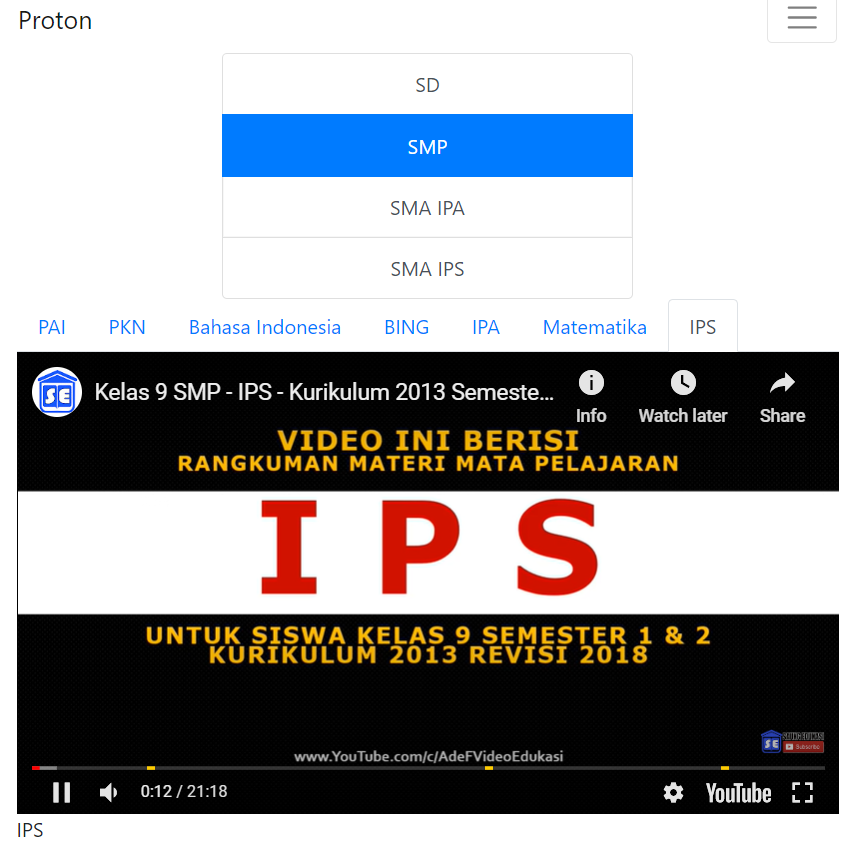 Proton
SD
SMP
SMA IPA
SMA IPS
PAI PKN Bahasa Indonesia BING IPA Matematika IPS
SE Kelas 9 SMP - IPS - Kurikulum 2013 Semeste...
Info Watch later Share
VIDEO INI BERISI
RANGKUMAN MATERI MATA PELAJARAN
IPS
UNTUK SISWA KELAS 9 SEMESTER 1 & 2
KURIKULUM 2013 REVISI 2018
SE
Subscribe
www.YouTube.com/c/AdeFVideoEdukasi
0:12 / 21:18 YouTube
IPS